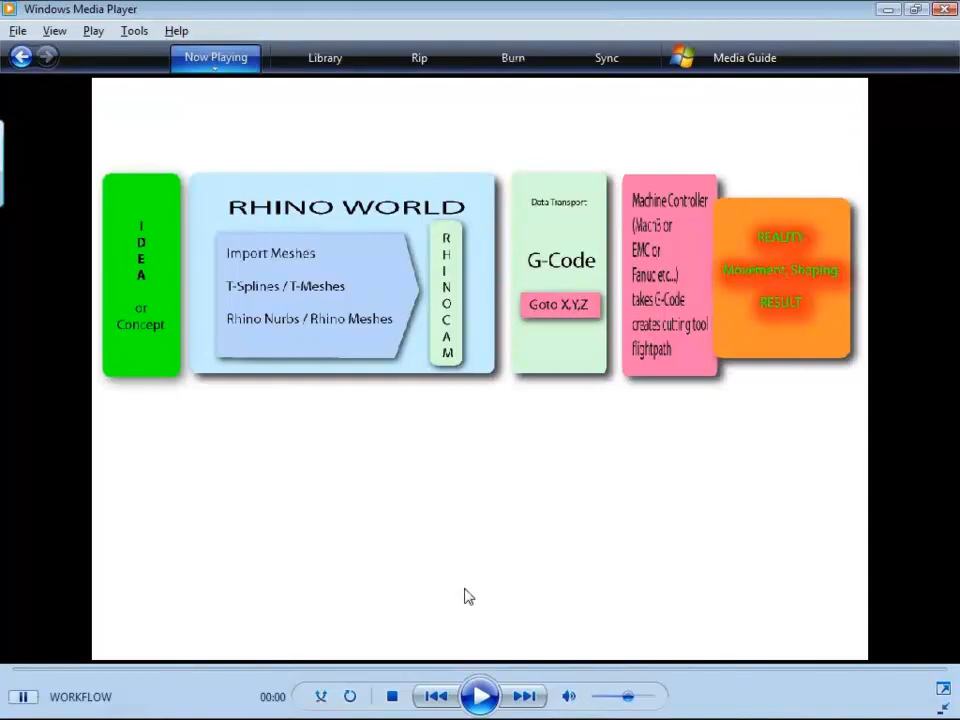 Windows Media Player
File View Play Tools Help
Now Playing Library Rip Burn Sync Media Guide
IDEA
or
Concept
RHINO WORLD
Import Meshes
T-Splines / T-Meshes
Rhino Nurbs / Rhino Meshes
RHINOCAM
Data Transport
G-Code
Goto X,Y,Z
Machine Controller
(Mach3 or
EMC or
Fanuc etc...)
takes G-Code
creates cutting tool
flightpath
REALITY
Movement, Shaping
RESULT
WORKFLOW
00:00